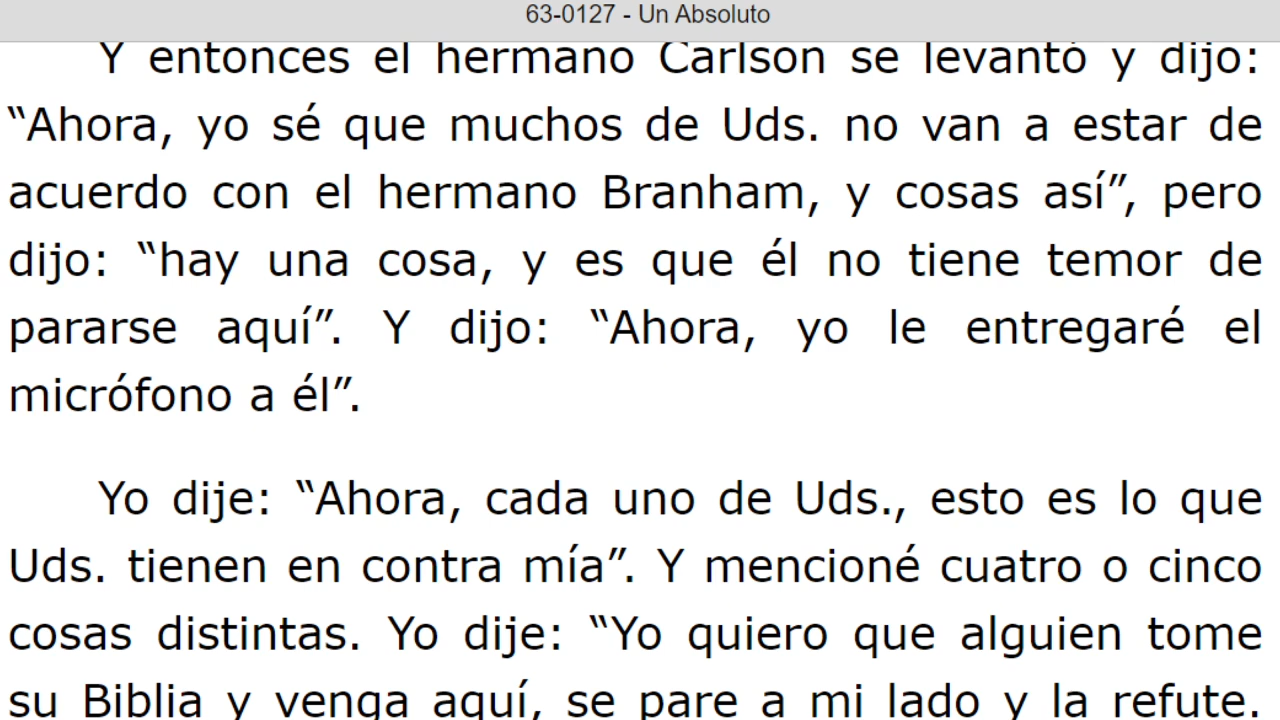 63-0127 - Un Absoluto
Y entonces el hermano Carlson se levantó y dijo:
“Ahora, yo sé que muchos de Uds. no van a estar de
acuerdo con el hermano Branham, y cosas así”, pero
dijo: “hay una cosa, y es que él no tiene temor de
pararse aquí”. Y dijo: “Ahora, yo le entregaré el
micrófono a él”.
Yo dije: “Ahora, cada uno de Uds., esto es lo que
Uds. tienen en contra mía”. Y mencioné cuatro o cinco
cosas distintas. Yo dije: “Yo quiero que alguien tome
su Biblia y venga aquí, se pare a mi lado y la refute.